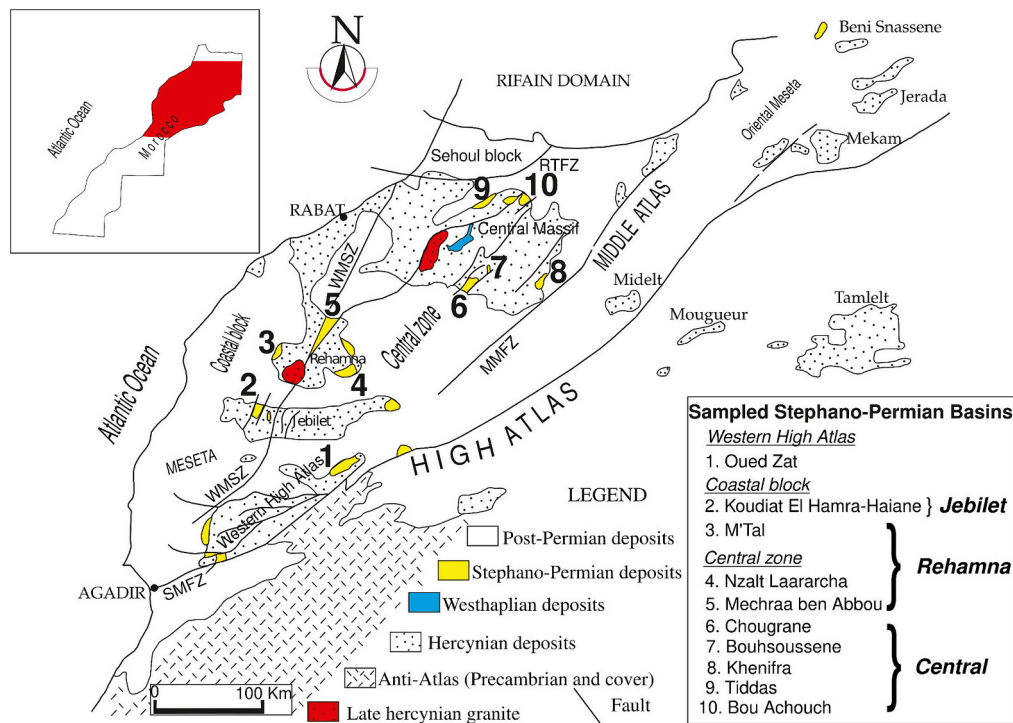 N
Atlantic Ocean
Morocco
RIFAIN DOMAIN
Beni Snassene
Oriental Meseta
Jerada
Mekam
Sehoul block
RTFZ
9
10
RABAT
Central Massif
WMSZ
MIDDLE ATLAS
7
8
6
Midelt
5
Tamlelt
Mougueur
Coastal block
3
Rehamna
Central zone
4
MMFZ
Atlantic Ocean
2
Jebilet
HIGH ATLAS
1
MESETA
WMSZ
Western High Atlas
AGADIR
SMFZ
0
100 Km
LEGEND
Post-Permian deposits
Stephano-Permian deposits
Westhaplian deposits
Hercynian deposits
Anti-Atlas (Precambrian and cover)
Late hercynian granite
Fault
Sampled Stephano-Permian Basins
Western High Atlas
1. Oued Zat
Coastal block
2. Koudiat El Hamra-Haiane } Jebilet
3. M'Tal
Central zone
Rehamna
4. Nzalt Laararcha
5. Mechraa ben Abbou
6. Chougrane
7. Bouhsoussene
8. Khenifra
Central
9. Tiddas
10. Bou Achouch